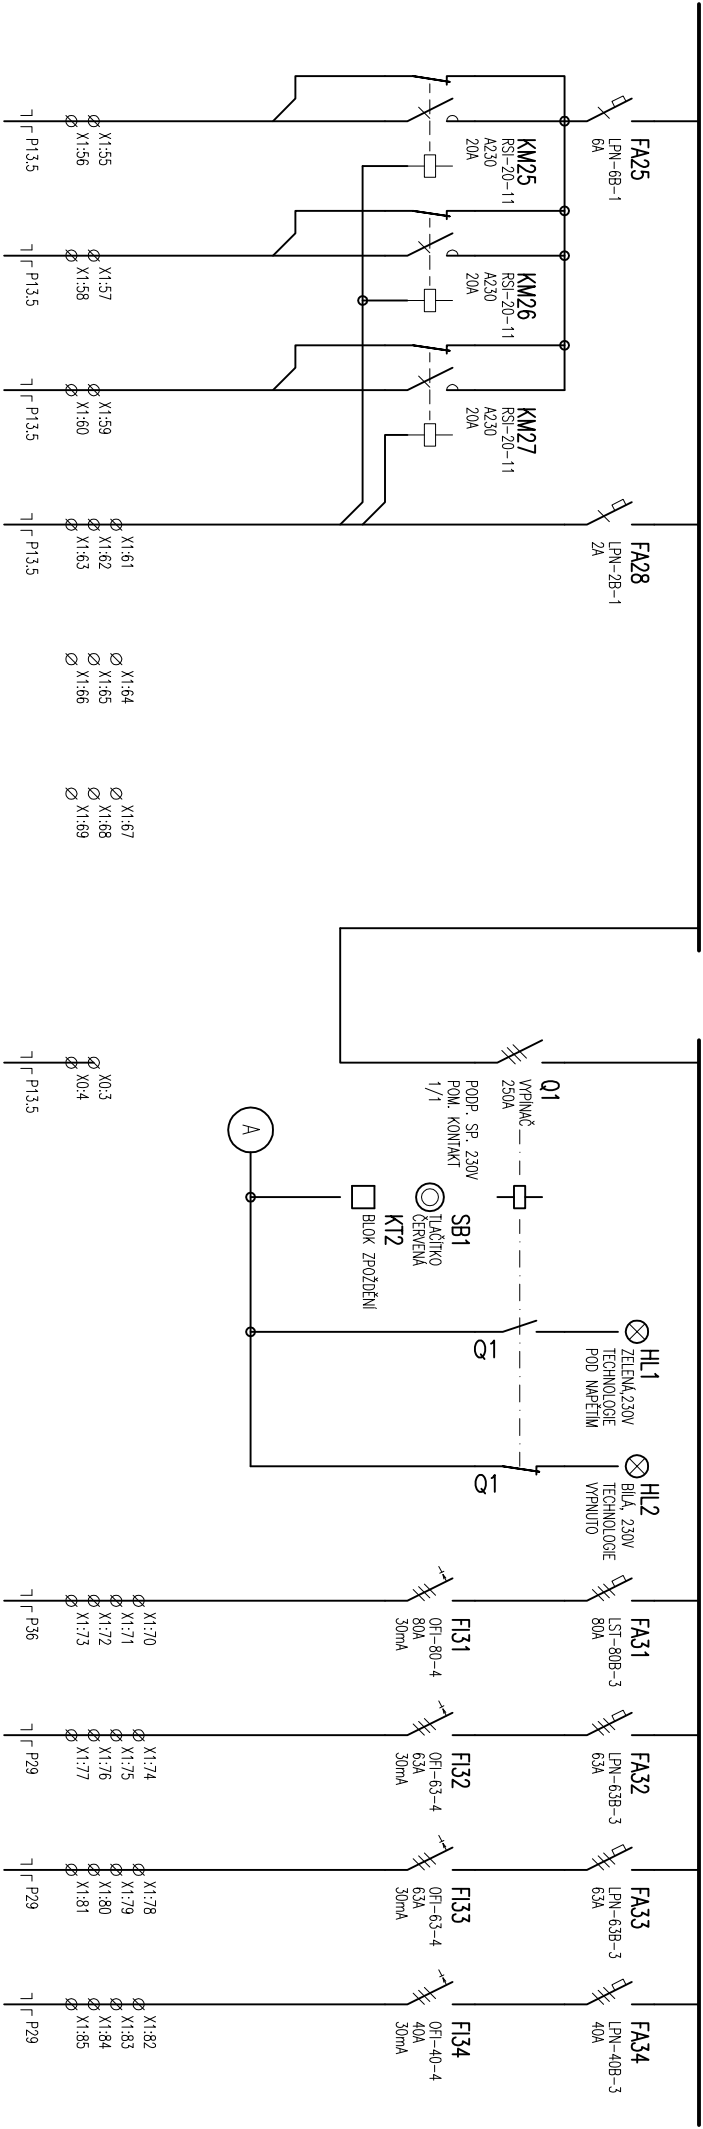 FA25
LPN-6B-1
6A
KM25
RSI-20-11
A230
20A
X1:55
X1:56
P13.5
KM26
RSI-20-11
A230
20A
X1:57
X1:58
P13.5
KM27
RSI-20-11
A230
20A
X1:59
X1:60
P13.5
FA28
LPN-2B-1
2A
X1:61
X1:62
X1:63
P13.5
X1:64
X1:65
X1:66
X1:67
X1:68
X1:69
Q1
VYPÍNAČ
250A
PODP. SP. 230V
POM. KONTAKT
1/1
X0:3
X0:4
P13.5
A
SB1
TLAČÍTKO
ČERVENÁ
KT2
BLOK ZPOŽDĚNÍ
HL1
ZELENÁ,230V
TECHNOLOGIE
POD NAPĚTÍM
Q1
HL2
BÍLÁ, 230V
TECHNOLOGIE
VYPNUTO
Q1
FA31
LST-80B-3
80A
FI31
OFI-80-4
80A
30mA
X1:70
X1:71
X1:72
X1:73
P36
FA32
LPN-63B-3
63A
FI32
OFI-63-4
63A
30mA
X1:74
X1:75
X1:76
X1:77
P29
FA33
LPN-63B-3
63A
FI33
OFI-63-4
63A
30mA
X1:78
X1:79
X1:80
X1:81
P29
FA34
LPN-40B-3
40A
FI34
OFI-40-4
40A
30mA
X1:82
X1:83
X1:84
X1:85
P29